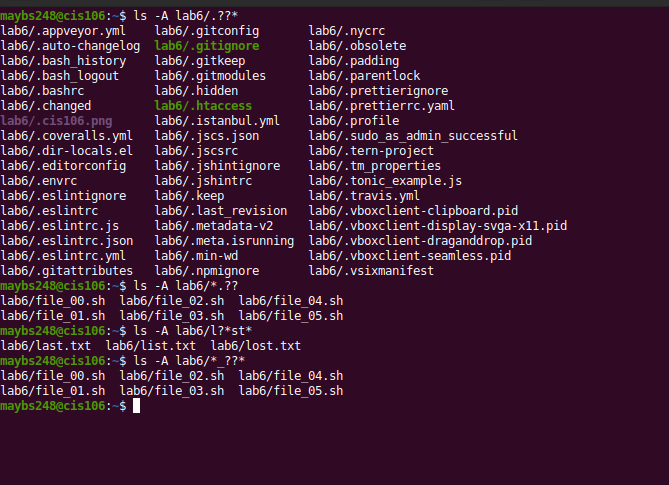 maybs248@cis106:~$ ls -A lab6/.??*
lab6/.appveyor.yml    lab6/.gitconfig       lab6/.nycrc
lab6/.auto-changelog  lab6/.gitignore       lab6/.obsolete
lab6/.bash_history    lab6/.gitkeep         lab6/.padding
lab6/.bash_logout     lab6/.gitmodules      lab6/.parentlock
lab6/.bashrc          lab6/.hidden          lab6/.prettierignore
lab6/.changed         lab6/.htaccess        lab6/.prettierrc.yaml
lab6/.cis106.png      lab6/.istanbul.yml    lab6/.profile
lab6/.coveralls.yml   lab6/.jscs.json       lab6/.sudo_as_admin_successful
lab6/.dir-locals.el   lab6/.jscsrc          lab6/.tern-project
lab6/.editorconfig    lab6/.jshintignore    lab6/.tm_properties
lab6/.envrc           lab6/.jshintrc        lab6/.tonic_example.js
lab6/.eslintignore    lab6/.keep            lab6/.travis.yml
lab6/.eslintrc        lab6/.last_revision   lab6/.vboxclient-clipboard.pid
lab6/.eslintrc.js     lab6/.metadata-v2     lab6/.vboxclient-display-svga-x11.pid
lab6/.eslintrc.json   lab6/.meta.isrunning  lab6/.vboxclient-draganddrop.pid
lab6/.eslintrc.yml    lab6/.min-wd          lab6/.vboxclient-seamless.pid
lab6/.gitattributes   lab6/.npmignore       lab6/.vsixmanifest
maybs248@cis106:~$ ls -A lab6/*.??
lab6/file_00.sh  lab6/file_02.sh  lab6/file_04.sh
lab6/file_01.sh  lab6/file_03.sh  lab6/file_05.sh
maybs248@cis106:~$ ls -A lab6/l?*st*
lab6/last.txt  lab6/list.txt  lab6/lost.txt
maybs248@cis106:~$ ls -A lab6/*_??*
lab6/file_00.sh  lab6/file_02.sh  lab6/file_04.sh
lab6/file_01.sh  lab6/file_03.sh  lab6/file_05.sh
maybs248@cis106:~$